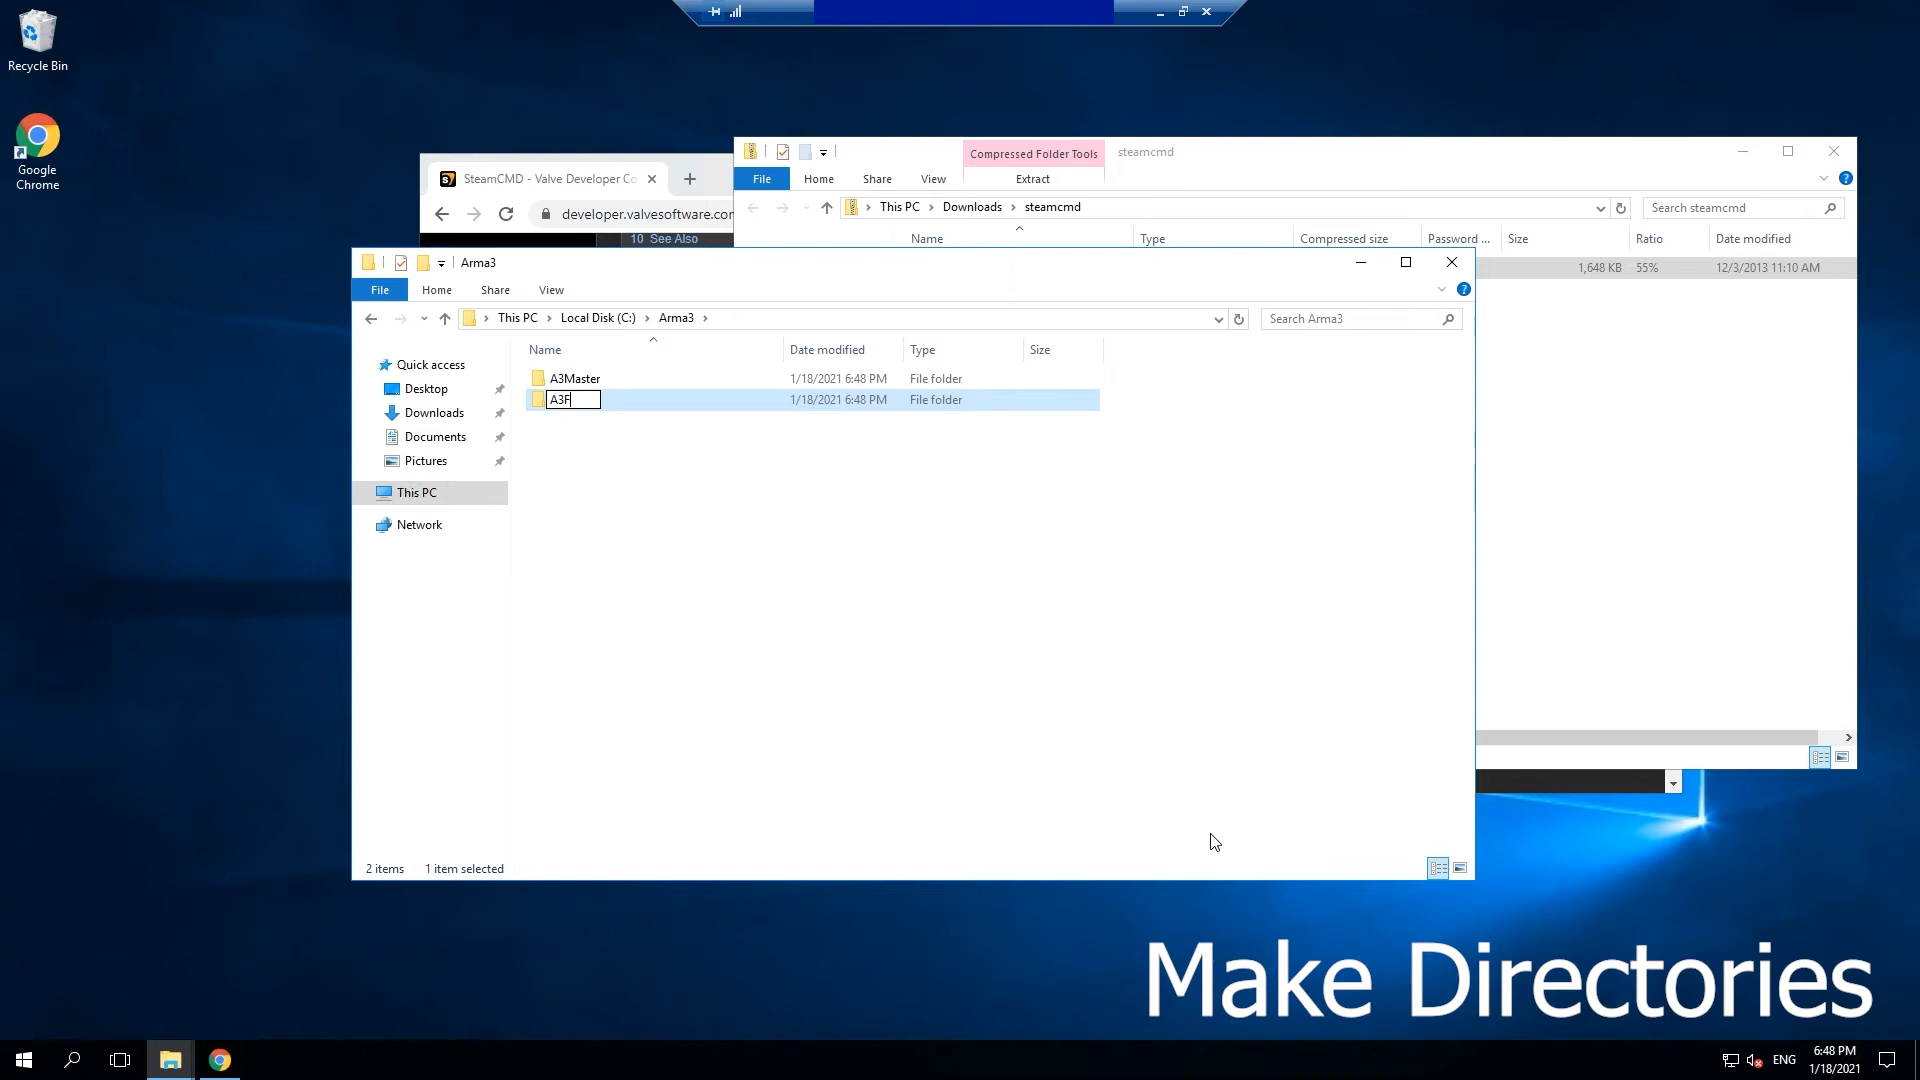 Recycle Bin
Google
Chrome
SteamCMD - Valve Developer Co
developer.valvesoftware.com
10 See Also
Compressed Folder Tools
steamcmd
File
Home
Share
View
Extract
This PC
Downloads
steamcmd
Search steamcmd
Name
Type
Compressed size
Password ...
Size
Ratio
Date modified
1,648 KB
55%
12/3/2013 11:10 AM
Arma3
File
Home
Share
View
This PC
Local Disk (C:)
Arma3
Search Arma3
Quick access
Desktop
Downloads
Documents
Pictures
This PC
Network
Name
Date modified
Type
Size
A3Master
1/18/2021 6:48 PM
File folder
A3F
1/18/2021 6:48 PM
File folder
2 items
1 item selected
Make Directories
ENG
6:48 PM
1/18/2021